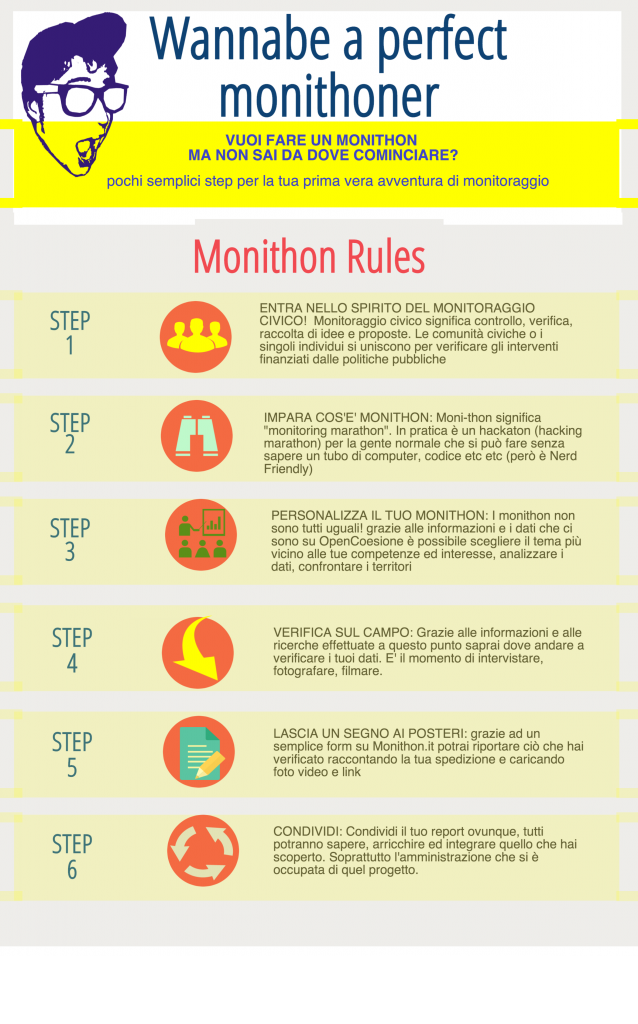 Wannabe a perfect
monithoner
VUOI FARE UN MONITHON
MA NON SAI DA DOVE COMINCIARE?
pochi semplici step per la tua prima vera avventura di monitoraggio
Monithon Rules
STEP
1
ENTRA NELLO SPIRITO DEL MONITORAGGIO
CIVICO!  Monitoraggio civico significa controllo, verifica,
raccolta di idee e proposte. Le comunità civiche o i
singoli individui si uniscono per verificare gli interventi
finanziati dalle politiche pubbliche
STEP
2
IMPARA COS'E' MONITHON: Moni-thon significa
"monitoring marathon". In pratica è un hackaton (hacking
marathon) per la gente normale che si può fare senza
sapere un tubo di computer, codice etc etc (però è Nerd
Friendly)
STEP
3
PERSONALIZZA IL TUO MONITHON: I monithon non
sono tutti uguali! grazie alle informazioni e i dati che ci
sono su OpenCoesione è possibile scegliere il tema più
vicino alle tue competenze ed interesse, analizzare i
dati, confrontare i territori
STEP
4
VERIFICA SUL CAMPO: Grazie alle informazioni e alle
ricerche effettuate a questo punto saprai dove andare a
verificare i tuoi dati. E' il momento di intervistare,
fotografare, filmare.
STEP
5
LASCIA UN SEGNO AI POSTERI: grazie ad un
semplice form su Monithon.it potrai riportare ciò che hai
verificato raccontando la tua spedizione e caricando
foto video e link
STEP
6
CONDIVIDI: Condividi il tuo report ovunque, tutti
potranno sapere, arricchire ed integrare quello che hai
scoperto. Soprattutto l'amministrazione che si è
occupata di quel progetto.